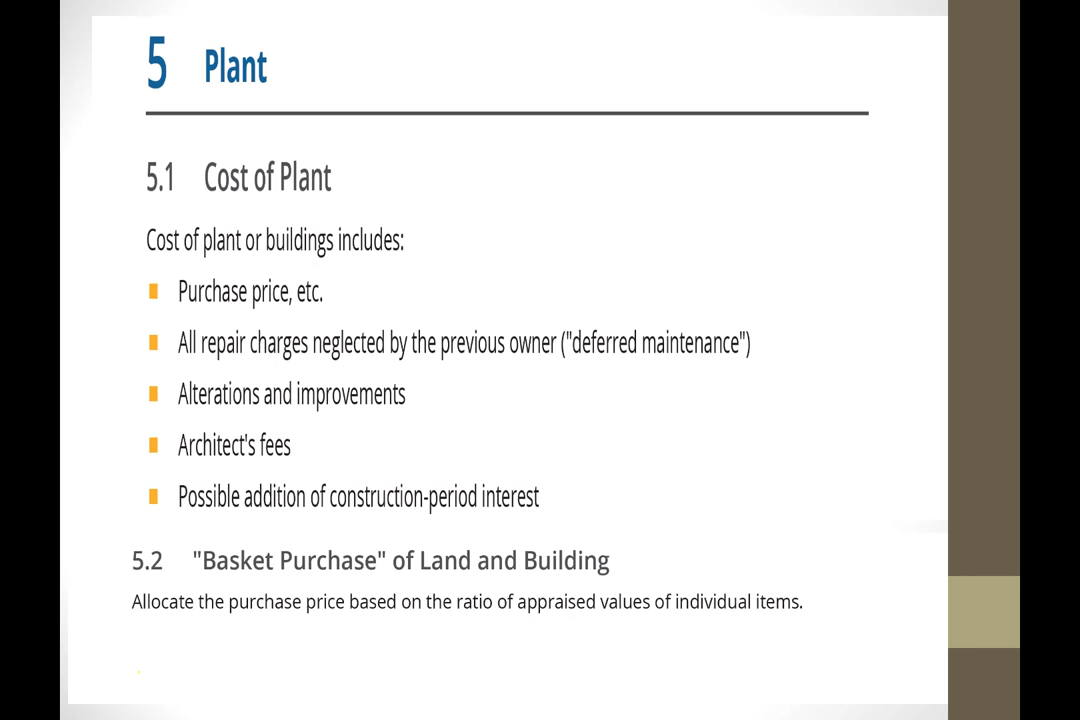 5 Plant
5.1 Cost of Plant
Cost of plant or buildings includes:
Purchase price, etc.
All repair charges neglected by the previous owner ("deferred maintenance")
Alterations and improvements
Architect's fees
Possible addition of construction-period interest
5.2 "Basket Purchase" of Land and Building
Allocate the purchase price based on the ratio of appraised values of individual items.